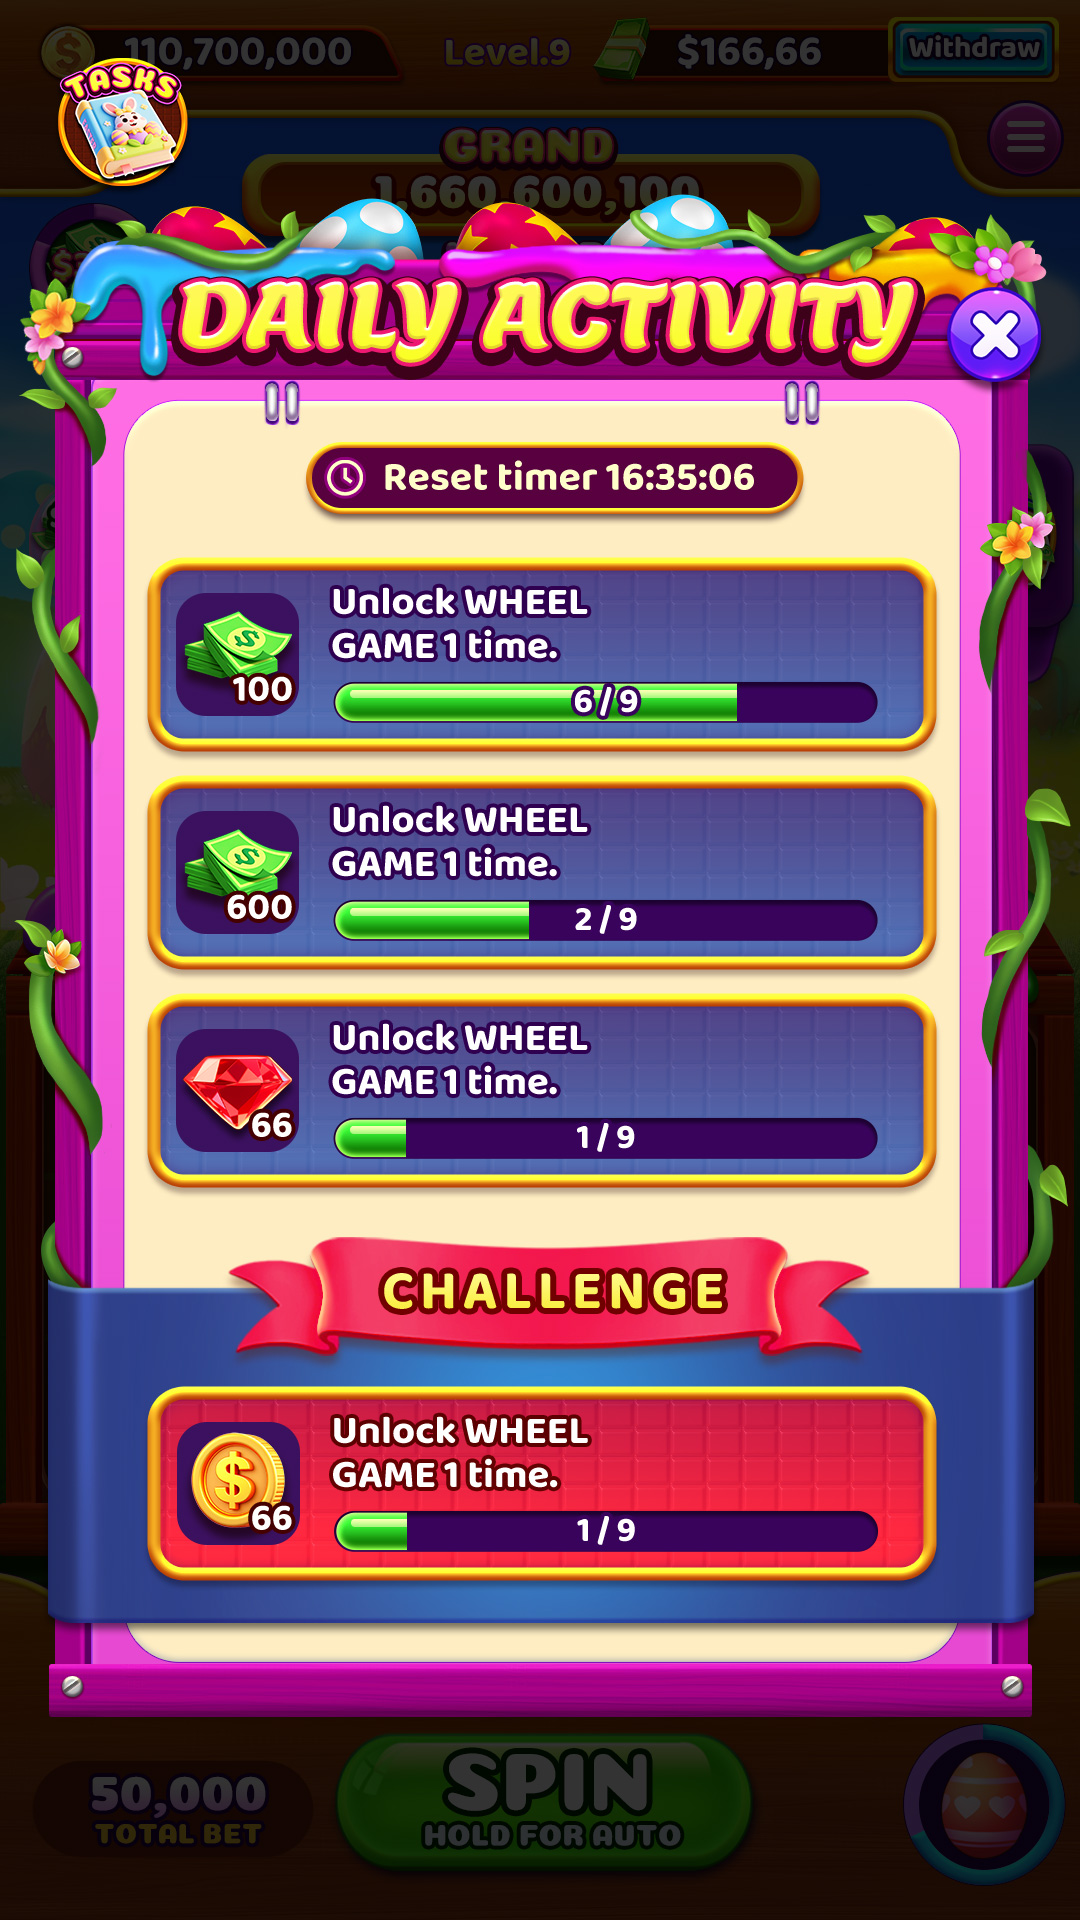 110,700,000
Level.9
$166,66
Withdraw
TASKS
GRAND
1,660,600,100
DAILY ACTIVITY
Reset timer 16:35:06
Unlock WHEEL
GAME 1 time.
100
6/9
Unlock WHEEL
GAME 1 time.
600
2/9
Unlock WHEEL
GAME 1 time.
66
1/9
CHALLENGE
Unlock WHEEL
GAME 1 time.
66
1/9
50,000
TOTAL BET
SPIN
HOLD FOR AUTO